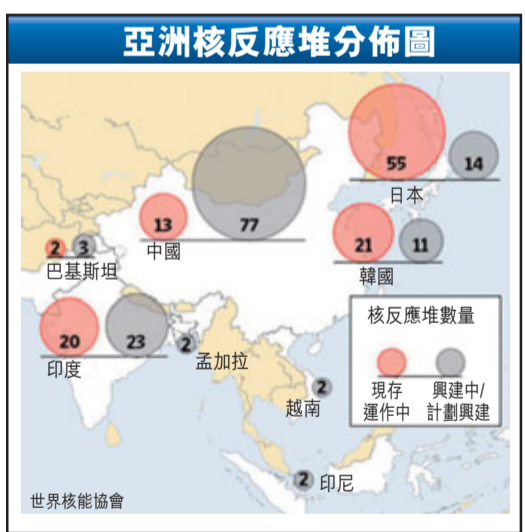 亞洲核反應堆分佈圖
55
14
日本
13
77
中國
21
11
韓國
2
3
巴基斯坦
20
23
印度
2
孟加拉
2
越南
2
印尼
核反應堆數量
現存
運作中
興建中/
計劃興建
世界核能協會